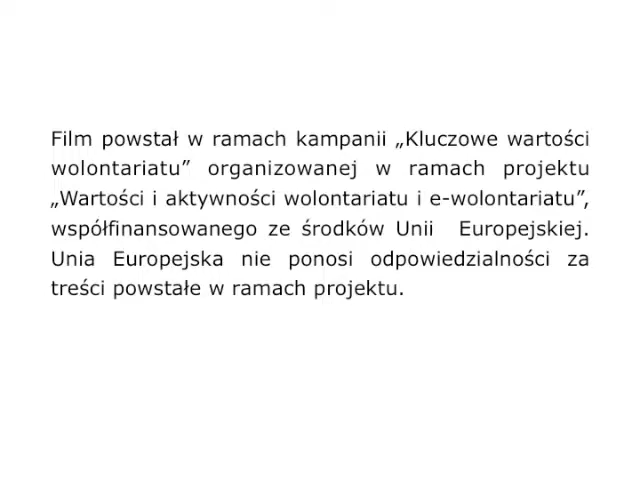 Film powstał w ramach kampanii „Kluczowe wartości
wolontariatu” organizowanej w ramach projektu
„Wartości i aktywności wolontariatu i e-wolontariatu”,
współfinansowanego ze środków Unii Europejskiej.
Unia Europejska nie ponosi odpowiedzialności za
treści powstałe w ramach projektu.